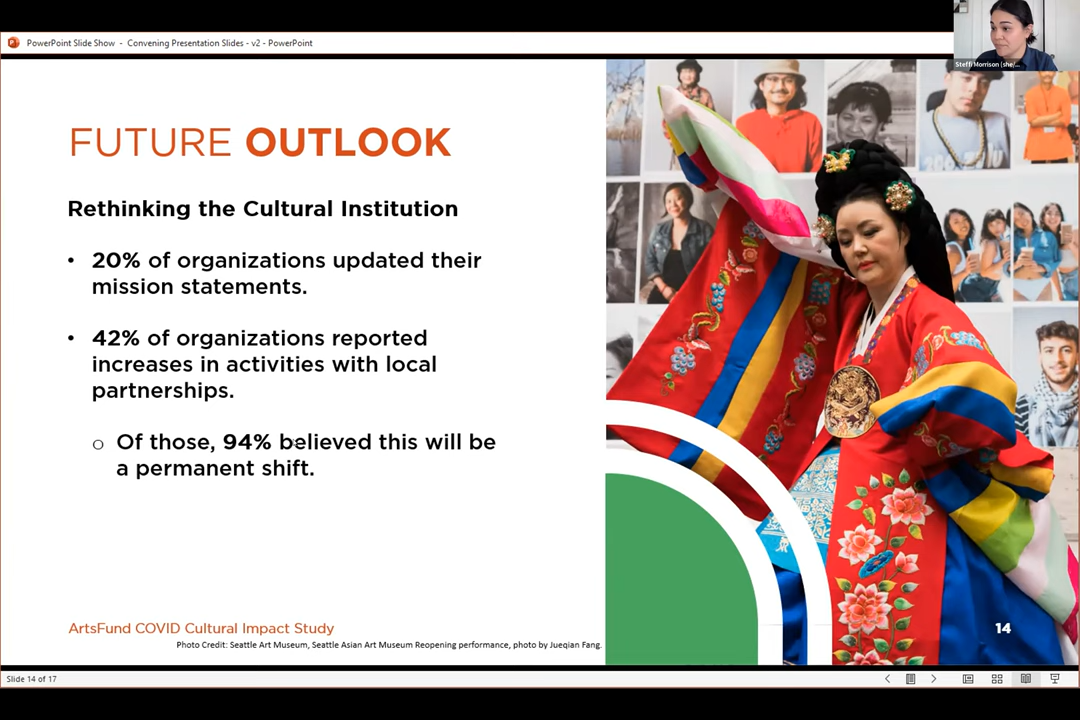 PowerPoint Slide Show - Convening Presentation Slides - v2 - PowerPoint
Steffi Morrison (she/...
FUTURE OUTLOOK
Rethinking the Cultural Institution
• 20% of organizations updated their
mission statements.
• 42% of organizations reported
increases in activities with local
partnerships.
o Of those, 94% believed this will be
a permanent shift.
ArtsFund COVID Cultural Impact Study
14
Photo Credit: Seattle Art Museum, Seattle Asian Art Museum Reopening performance, photo by Jueqian Fang.
Slide 14 of 17